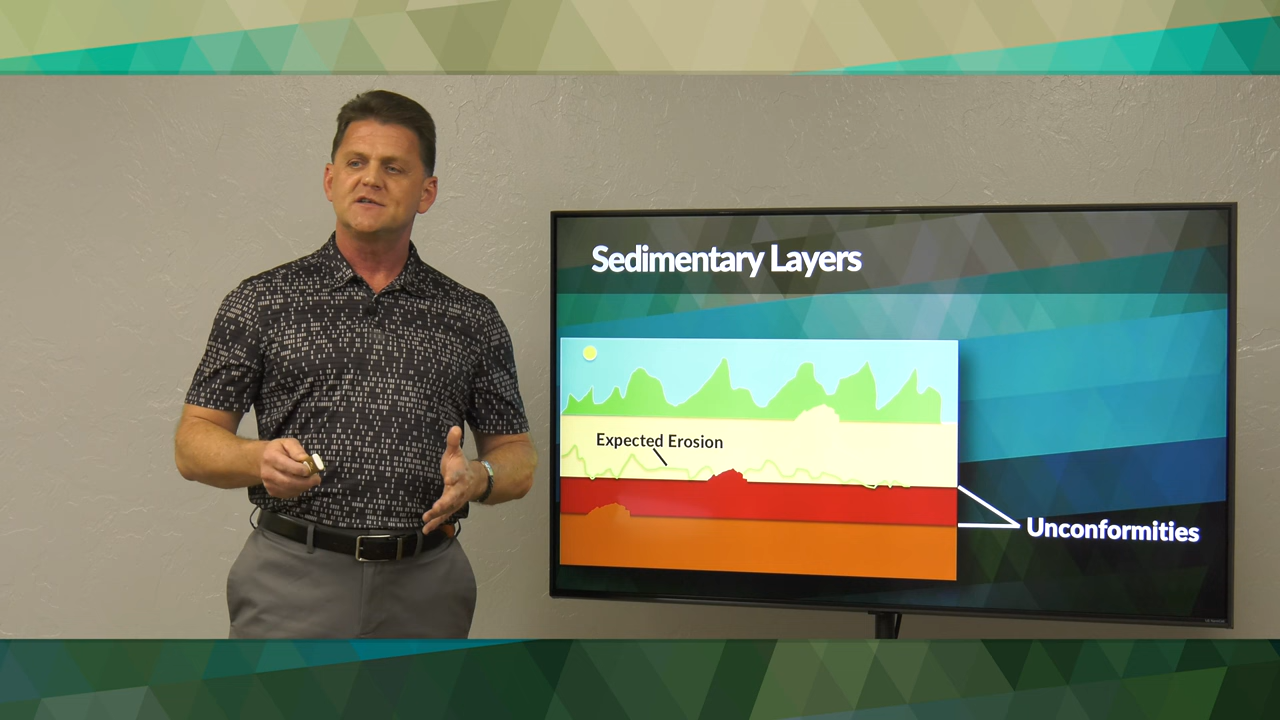 Sedimentary Layers
Expected Erosion
Unconformities